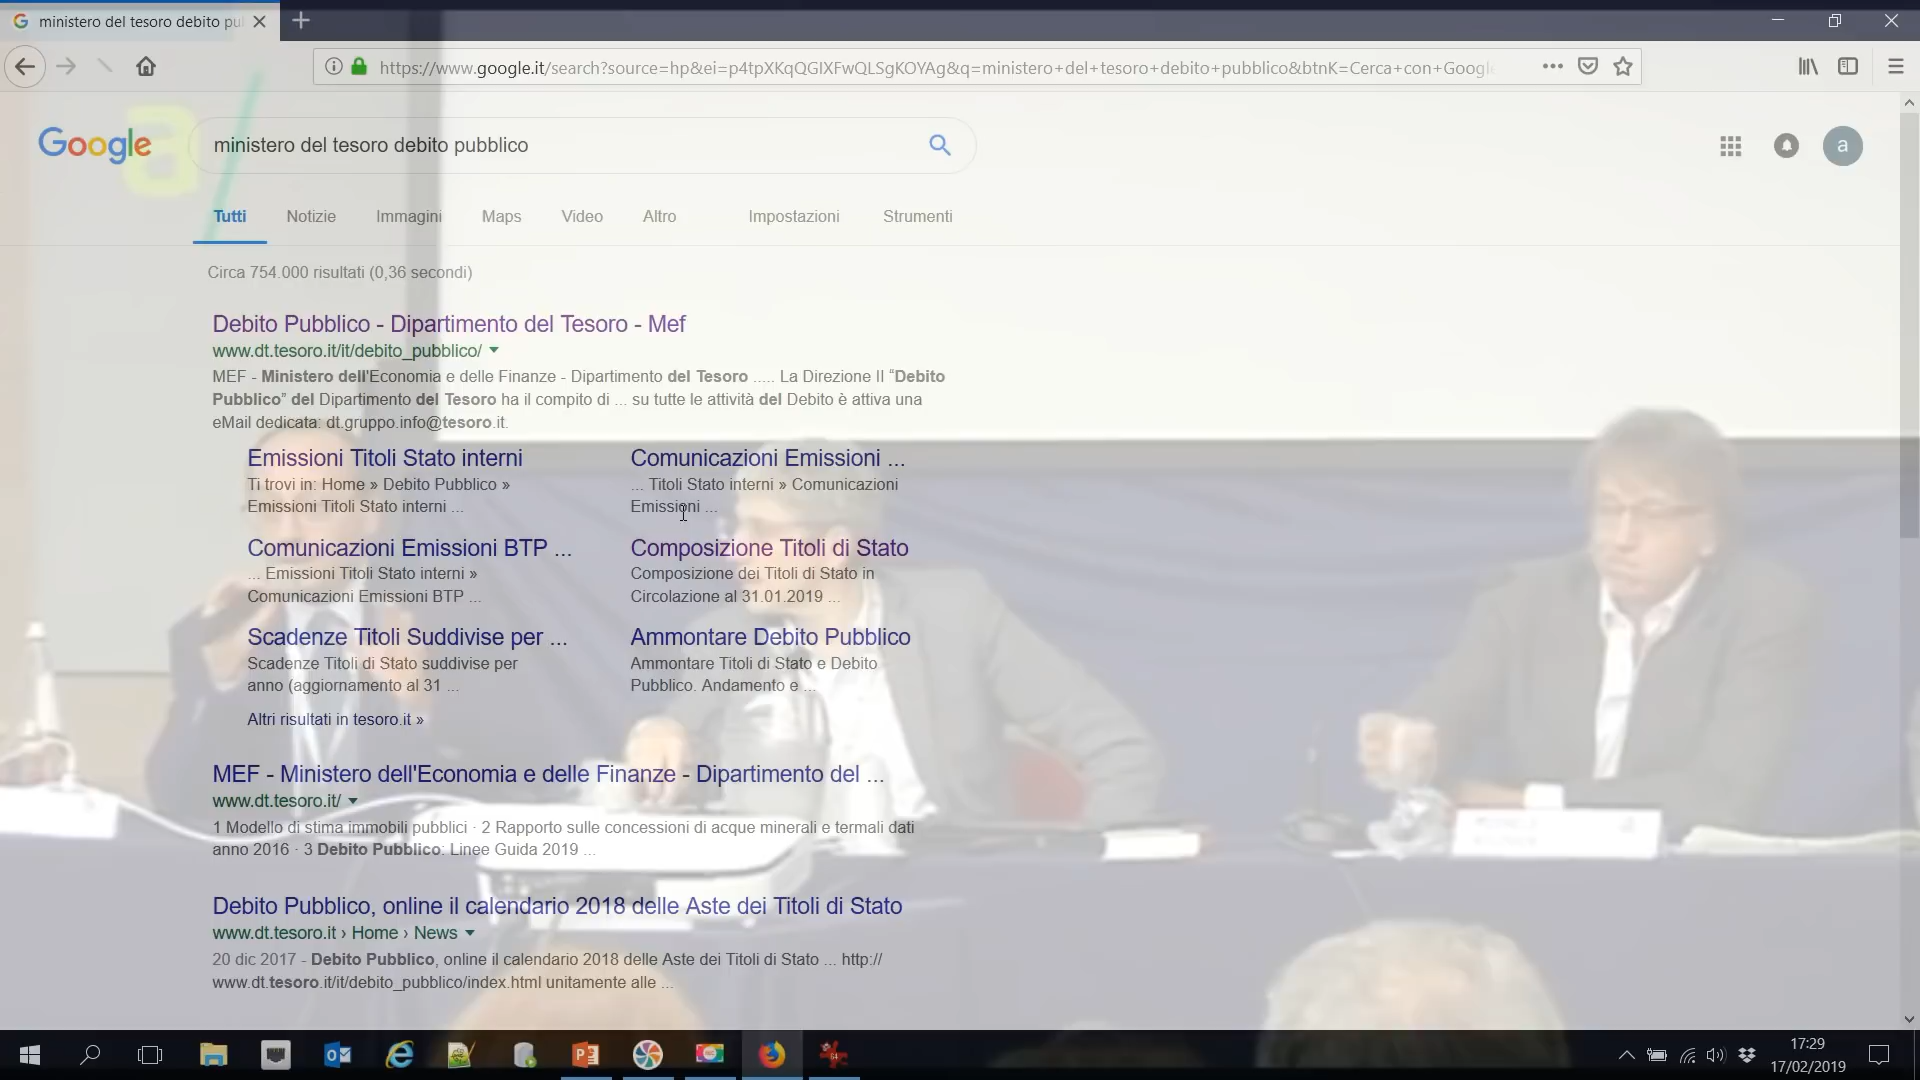 ministero del tesoro debito pu
https://www.google.it/search?source=hp&ei=p4tpXKqQGIXFwQLSgKOYAg&q=ministero+del+tesoro+debito+pubblico&btnK=Cerca+con+Googl
a
Google
ministero del tesoro debito pubblico
a
Tutti Notizie Immagini Maps Video Altro Impostazioni Strumenti
Circa 754.000 risultati (0,36 secondi)
Debito Pubblico - Dipartimento del Tesoro - Mef
www.dt.tesoro.it/it/debito_pubblico/
MEF - Ministero dell'Economia e delle Finanze - Dipartimento del Tesoro ..... La Direzione II “Debito
Pubblico” del Dipartimento del Tesoro ha il compito di ... su tutte le attività del Debito è attiva una
eMail dedicata: dt.gruppo.info@tesoro.it.
Emissioni Titoli Stato interni
Ti trovi in: Home » Debito Pubblico »
Emissioni Titoli Stato interni ...
Comunicazioni Emissioni ...
... Titoli Stato interni » Comunicazioni
Emissioni ...
Comunicazioni Emissioni BTP ...
... Emissioni Titoli Stato interni »
Comunicazioni Emissioni BTP ...
Composizione Titoli di Stato
Composizione dei Titoli di Stato in
Circolazione al 31.01.2019 ...
Scadenze Titoli Suddivise per ...
Scadenze Titoli di Stato suddivise per
anno (aggiornamento al 31 ...
Ammontare Debito Pubblico
Ammontare Titoli di Stato e Debito
Pubblico. Andamento e ...
Altri risultati in tesoro.it »
MEF - Ministero dell'Economia e delle Finanze - Dipartimento del ...
www.dt.tesoro.it/
1 Modello di stima immobili pubblici · 2 Rapporto sulle concessioni di acque minerali e termali dati
anno 2016 · 3 Debito Pubblico: Linee Guida 2019 ...
Debito Pubblico, online il calendario 2018 delle Aste dei Titoli di Stato
www.dt.tesoro.it › Home › News
20 dic 2017 - Debito Pubblico, online il calendario 2018 delle Aste dei Titoli di Stato ... http://
www.dt.tesoro.it/it/debito_pubblico/index.html unitamente alle ...
17:29
17/02/2019